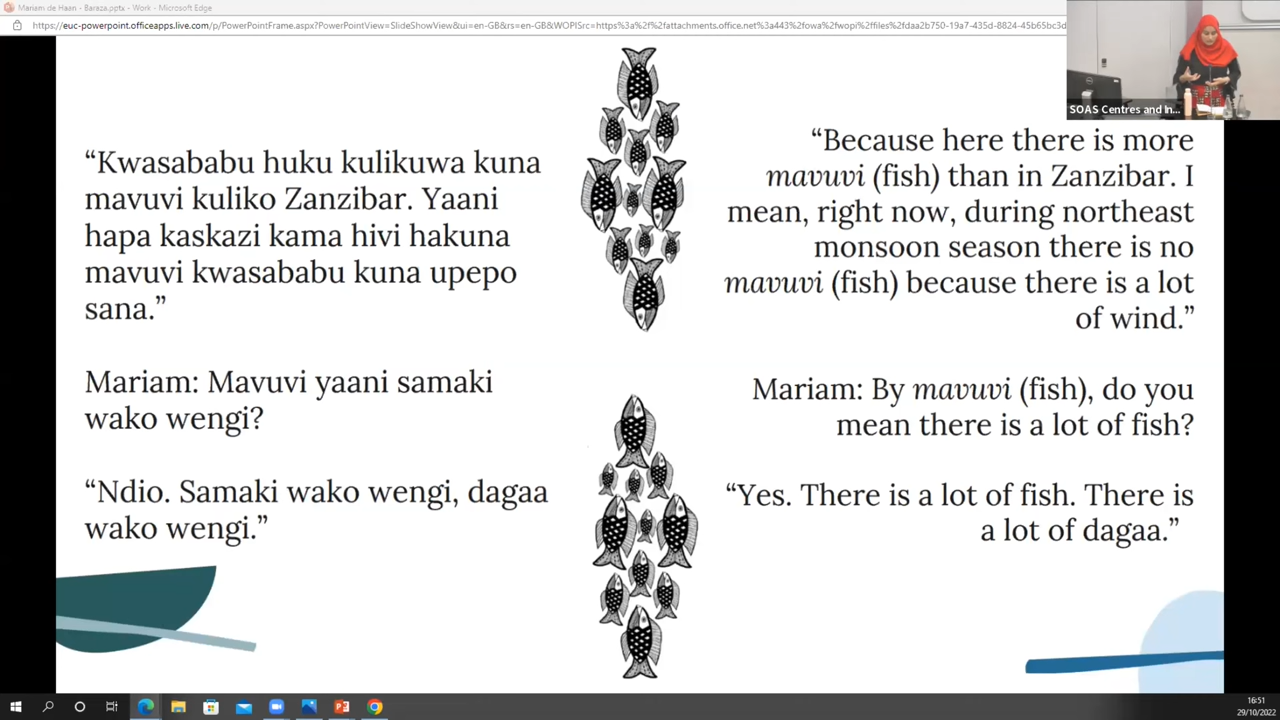 Mariam de Haan - Baraza.pptx - Work - Microsoft Edge
https://euc-powerpoint.officeapps.live.com/p/PowerPointFrame.aspx?PowerPointView=SlideShowView&ui=en-GB&rs=en-GB&WOPISrc=https%3a%2f%2fattachments.office.net%3a443%2fowa%2fwopi%2ffiles%2fdaa2b750-19a7-435d-8824-45b65bc3d
SOAS Centres and In...
“Kwasababu huku kulikuwa kuna
mavuvi kuliko Zanzibar. Yaani
hapa kaskazi kama hivi hakuna
mavuvi kwasababu kuna upepo
sana.”
Mariam: Mavuvi yaani samaki
wako wengi?
“Ndio. Samaki wako wengi, dagaa
wako wengi.”
“Because here there is more
mavuvi (fish) than in Zanzibar. I
mean, right now, during northeast
monsoon season there is no
mavuvi (fish) because there is a lot
of wind.”
Mariam: By mavuvi (fish), do you
mean there is a lot of fish?
“Yes. There is a lot of fish. There is
a lot of dagaa.”
16:51
29/10/2022